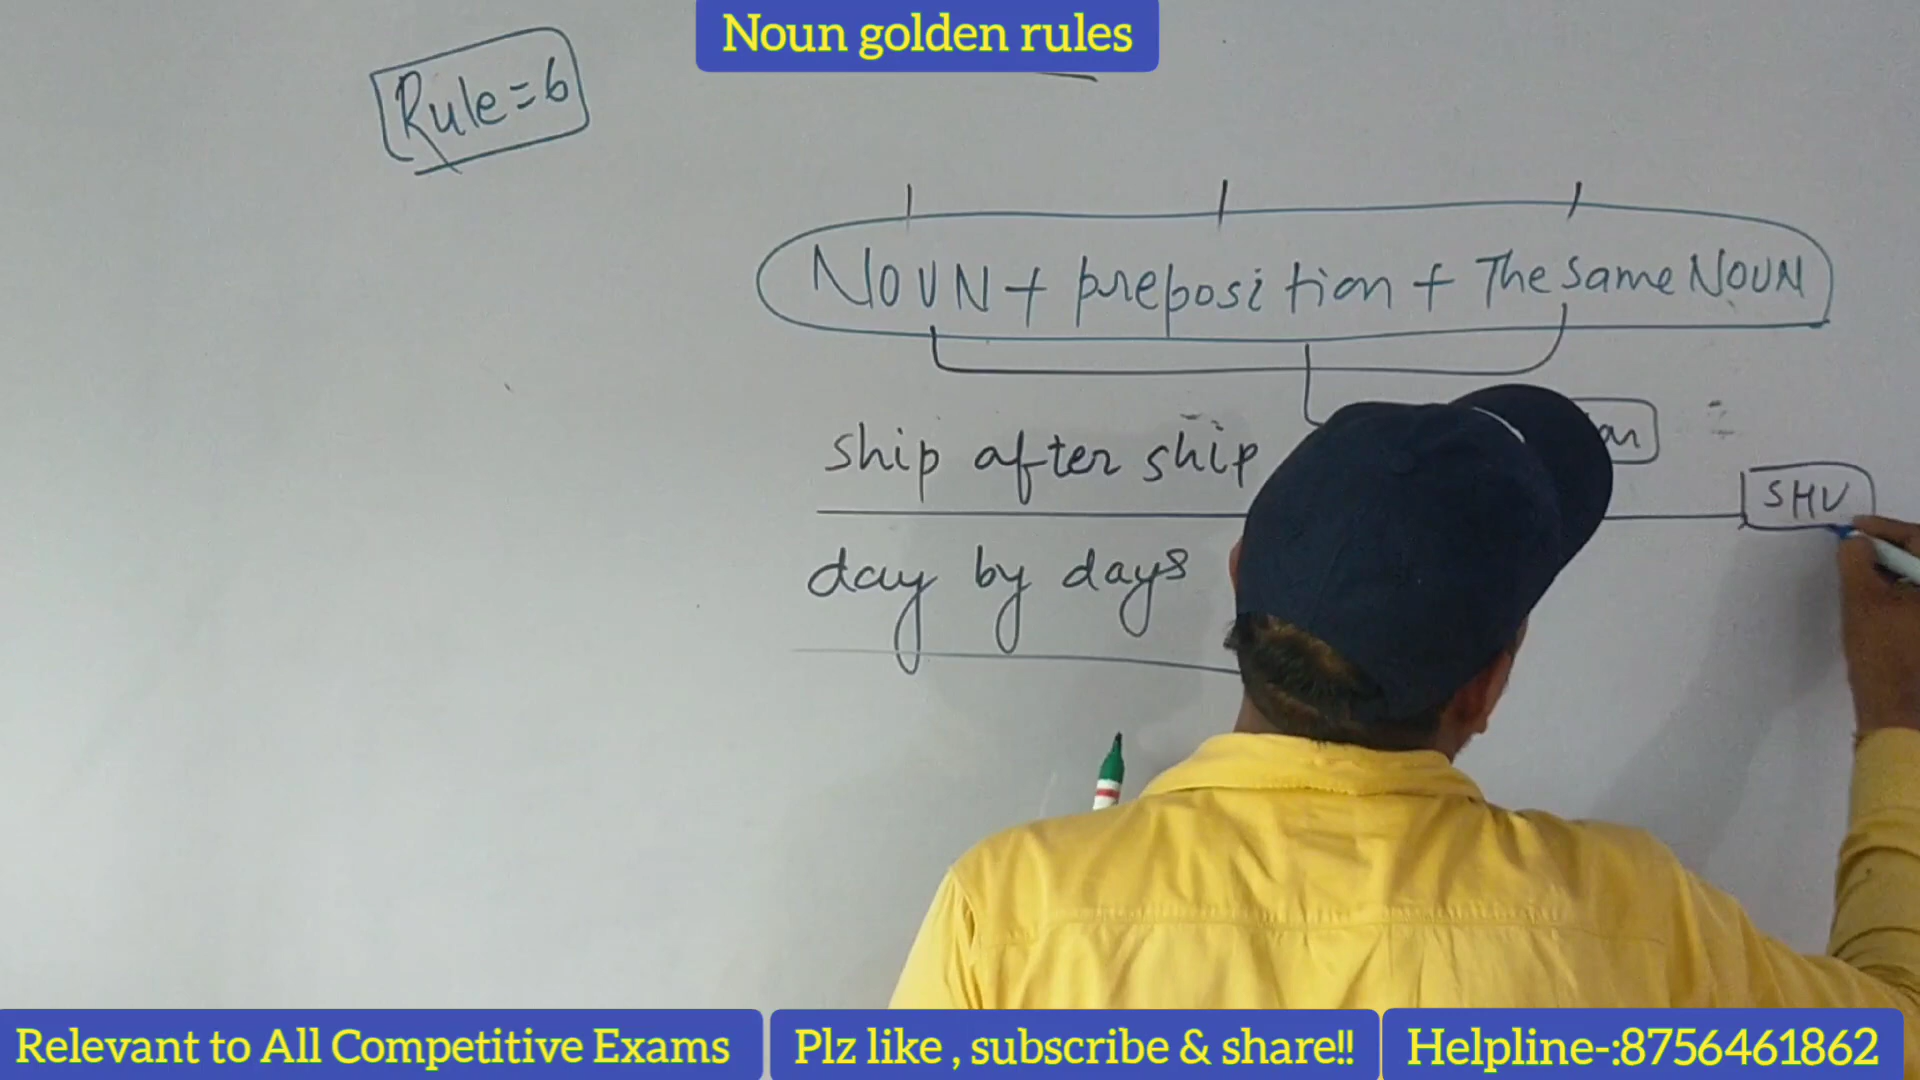 Noun golden rules
Rule=6
NOUN + preposition + The same NOUN
ship after ship
SHV
day by days
Relevant to All Competitive Exams
Plz like , subscribe & share!!
Helpline-:8756461862